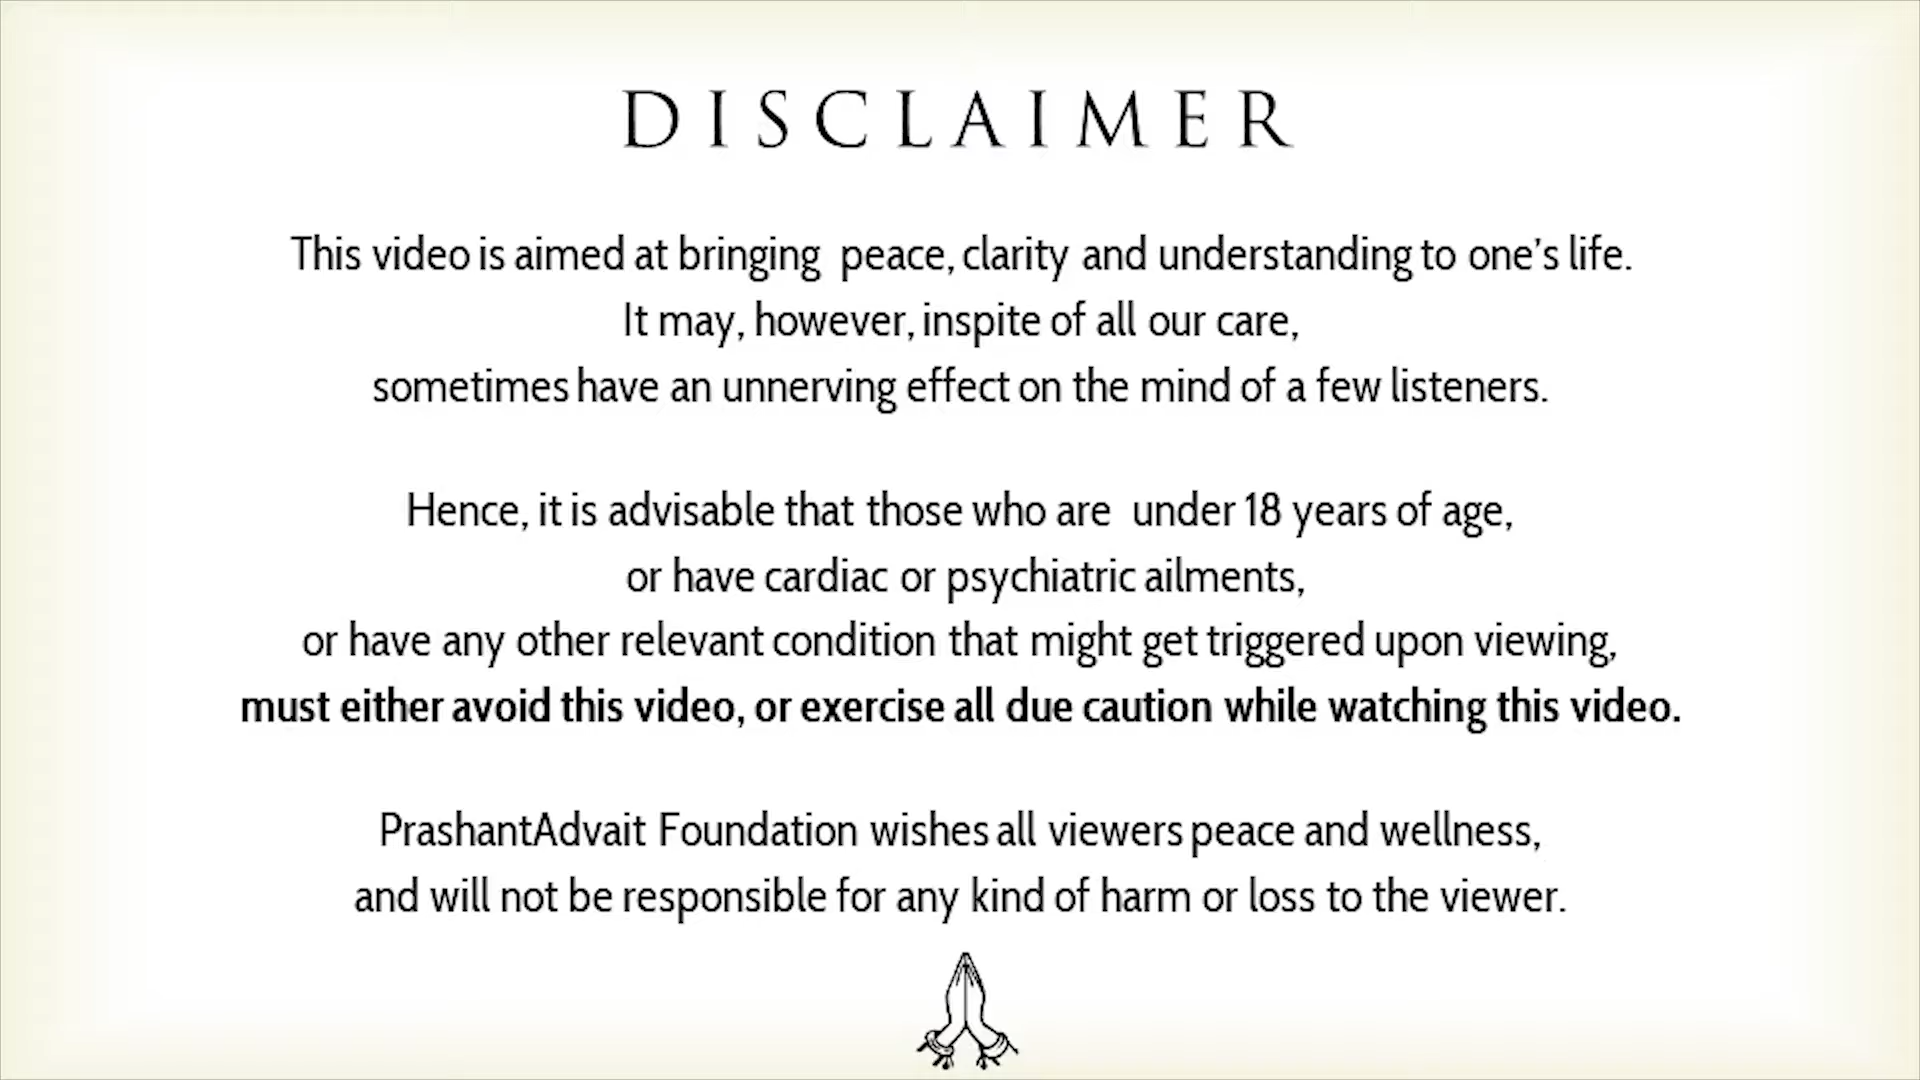 DISCLAIMER
This video is aimed at bringing peace, clarity and understanding to one's life.
It may, however, inspite of all our care,
sometimes have an unnerving effect on the mind of a few listeners.
Hence, it is advisable that those who are under 18 years of age,
or have cardiac or psychiatric ailments,
or have any other relevant condition that might get triggered upon viewing,
must either avoid this video, or exercise all due caution while watching this video.
PrashantAdvait Foundation wishes all viewers peace and wellness,
and will not be responsible for any kind of harm or loss to the viewer.